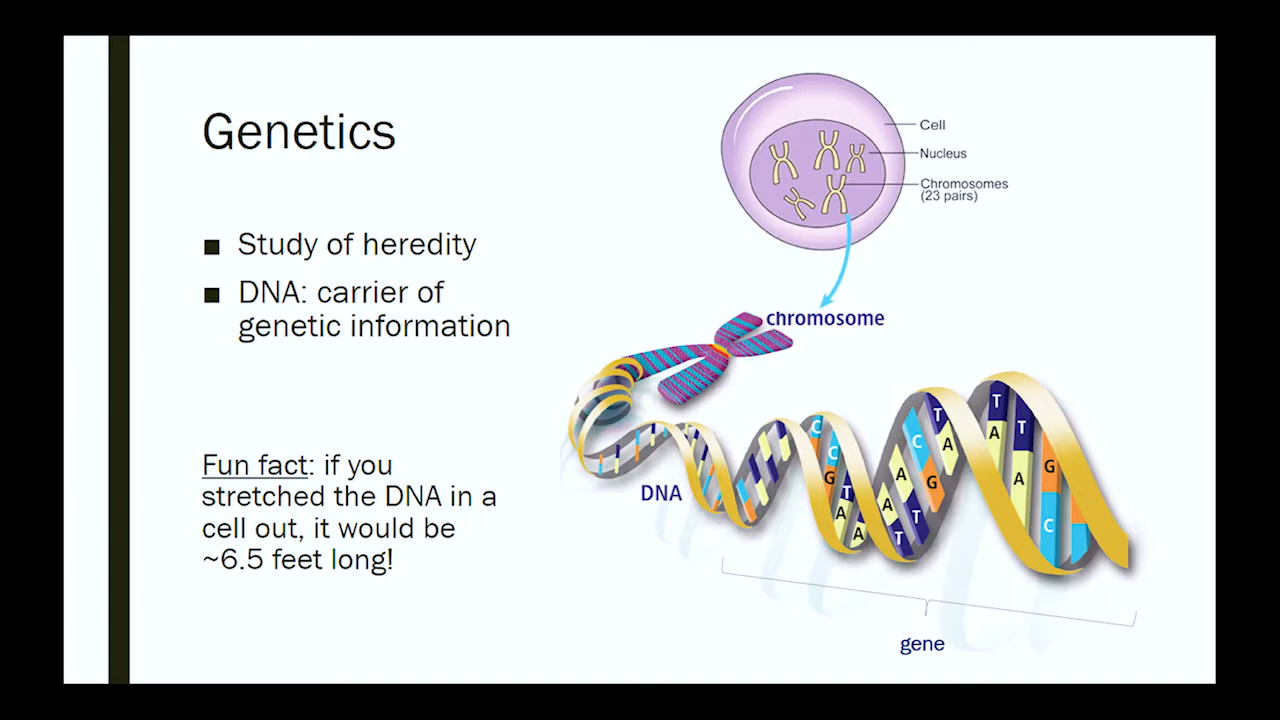 Genetics
■ Study of heredity
■ DNA: carrier of
genetic information
Fun fact: if you
stretched the DNA in a
cell out, it would be
~6.5 feet long!
Cell
Nucleus
Chromosomes
(23 pairs)
chromosome
DNA
C
C
G
T
A
A
T
C
A
A
G
A
T
T
T
A
T
A
G
C
gene